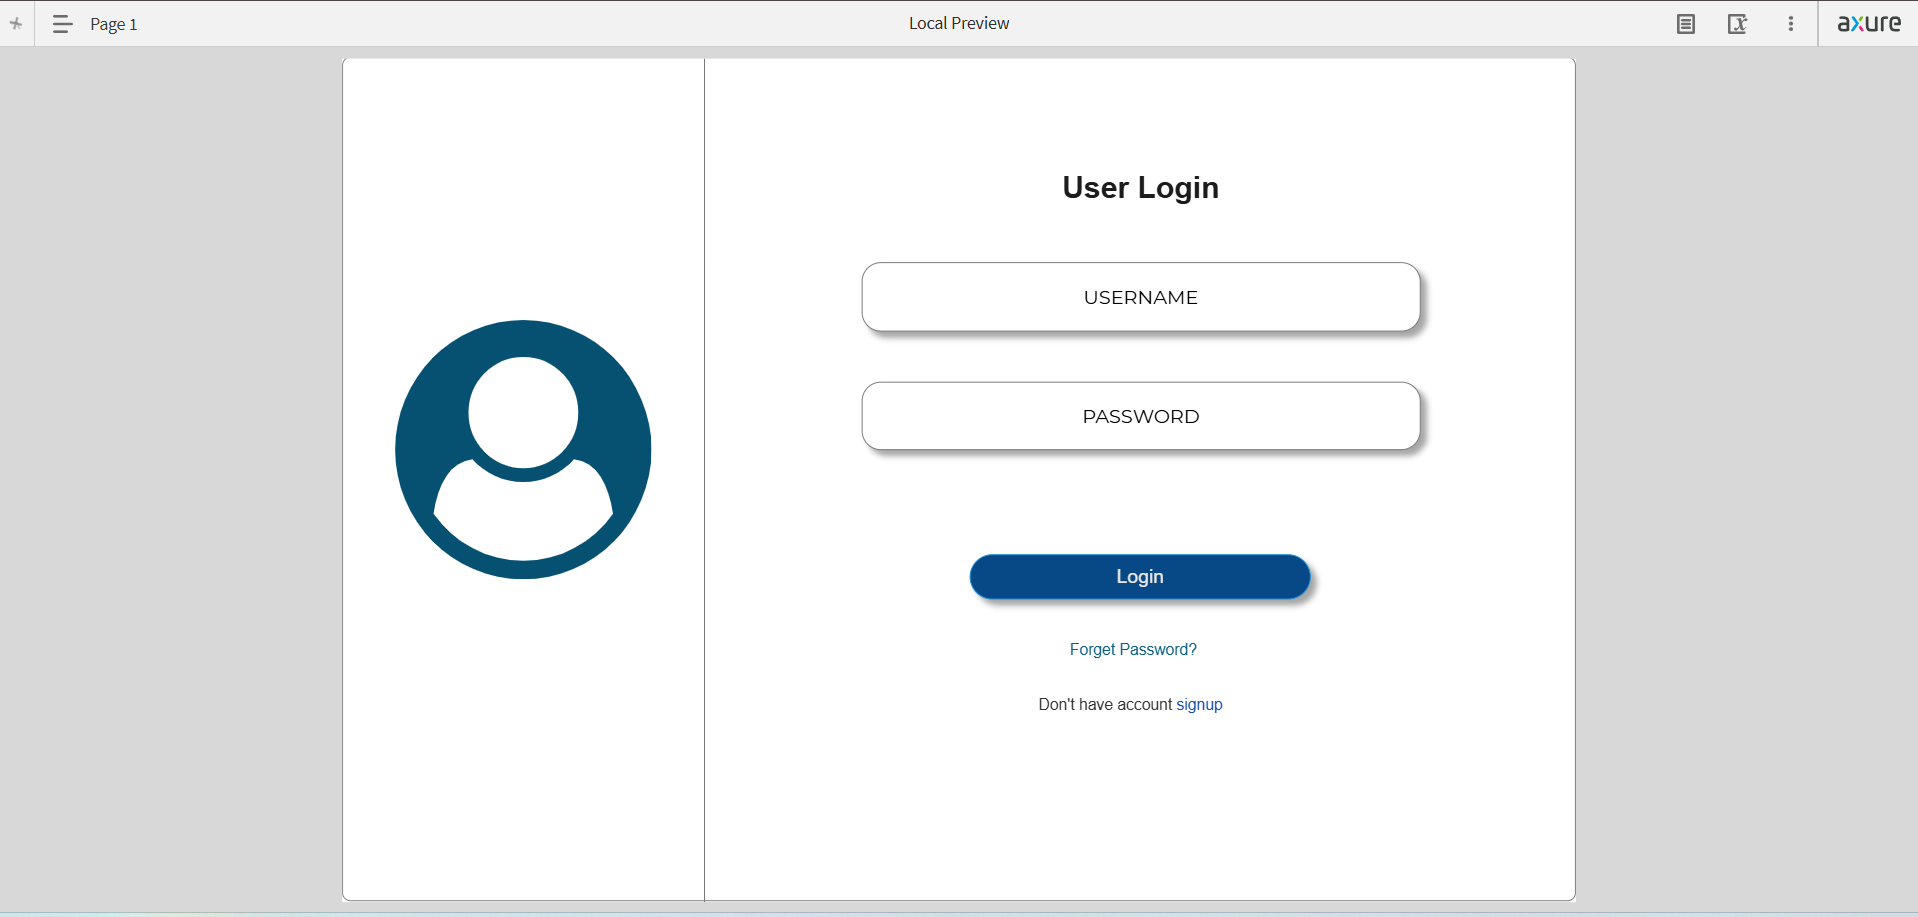 Page 1
Local Preview
axure
User Login
USERNAME
PASSWORD
Login
Forget Password?
Don't have account signup